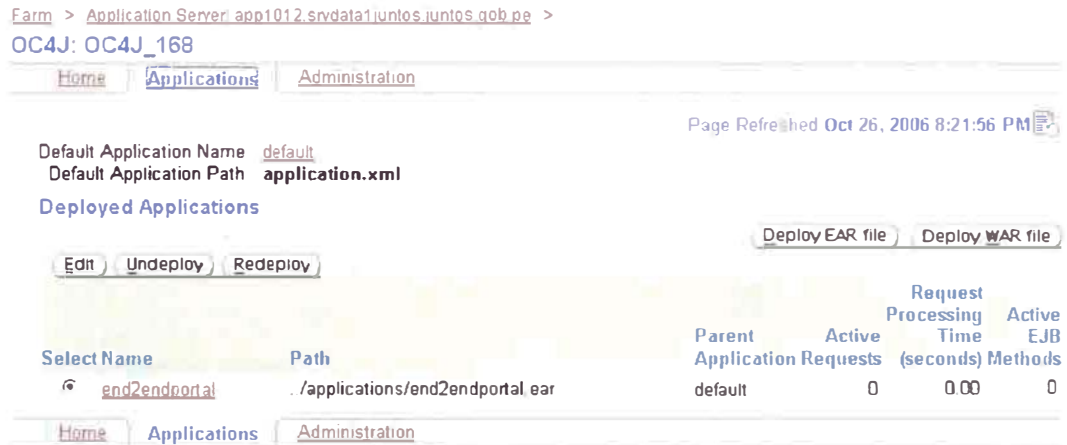 Farm > Application Server: app1012.srvdata1juntos.juntos.gob.pe >
OC4J: OC4J_168
Home Applications Administration
Page Refreshed Oct 26, 2006 8:21:56 PM
Default Application Name default
Default Application Path application.xml
Deployed Applications
Deploy EAR file Deploy WAR file
Edit Undeploy Redeploy
Select Name Path Parent Application Active Requests Request Processing Time (seconds) Active EJB Methods
end2endportal ../applications/end2endportal.ear default 0 0.00 0
Home Applications Administration